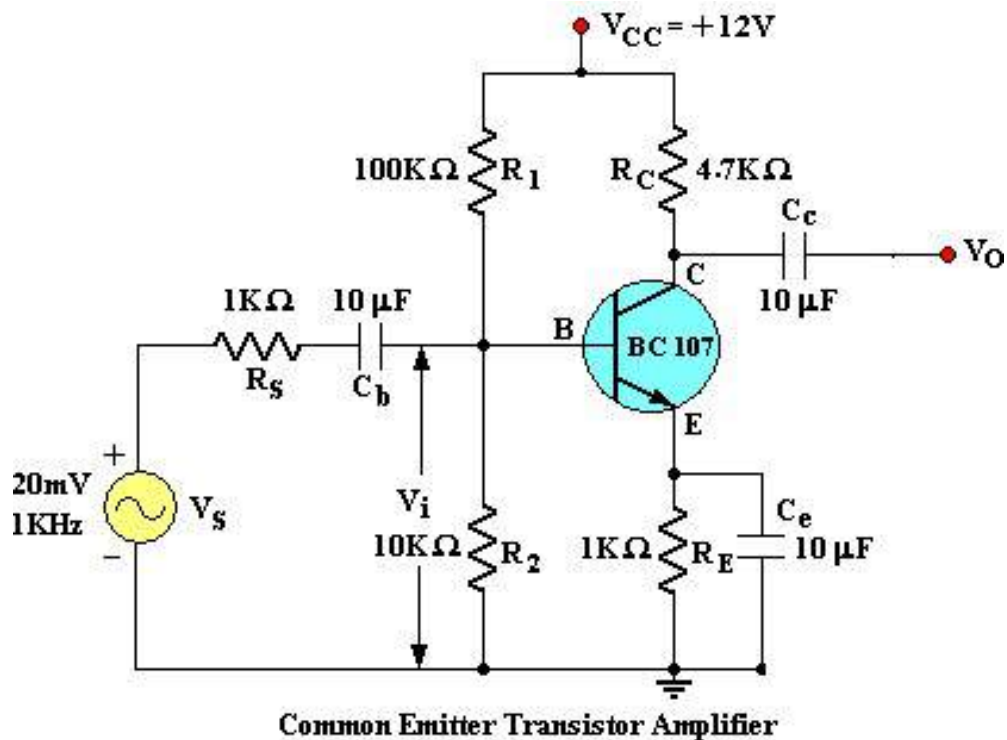 VCC = +12V
100KΩ R1
RC 4.7KΩ
Cc
VO
C
10 μF
1KΩ
10 μF
B
BC 107
RS
Cb
E
+
20mV
1KHz
VS
−
Vi
10KΩ R2
1KΩ RE
Ce
10 μF
Common Emitter Transistor Amplifier